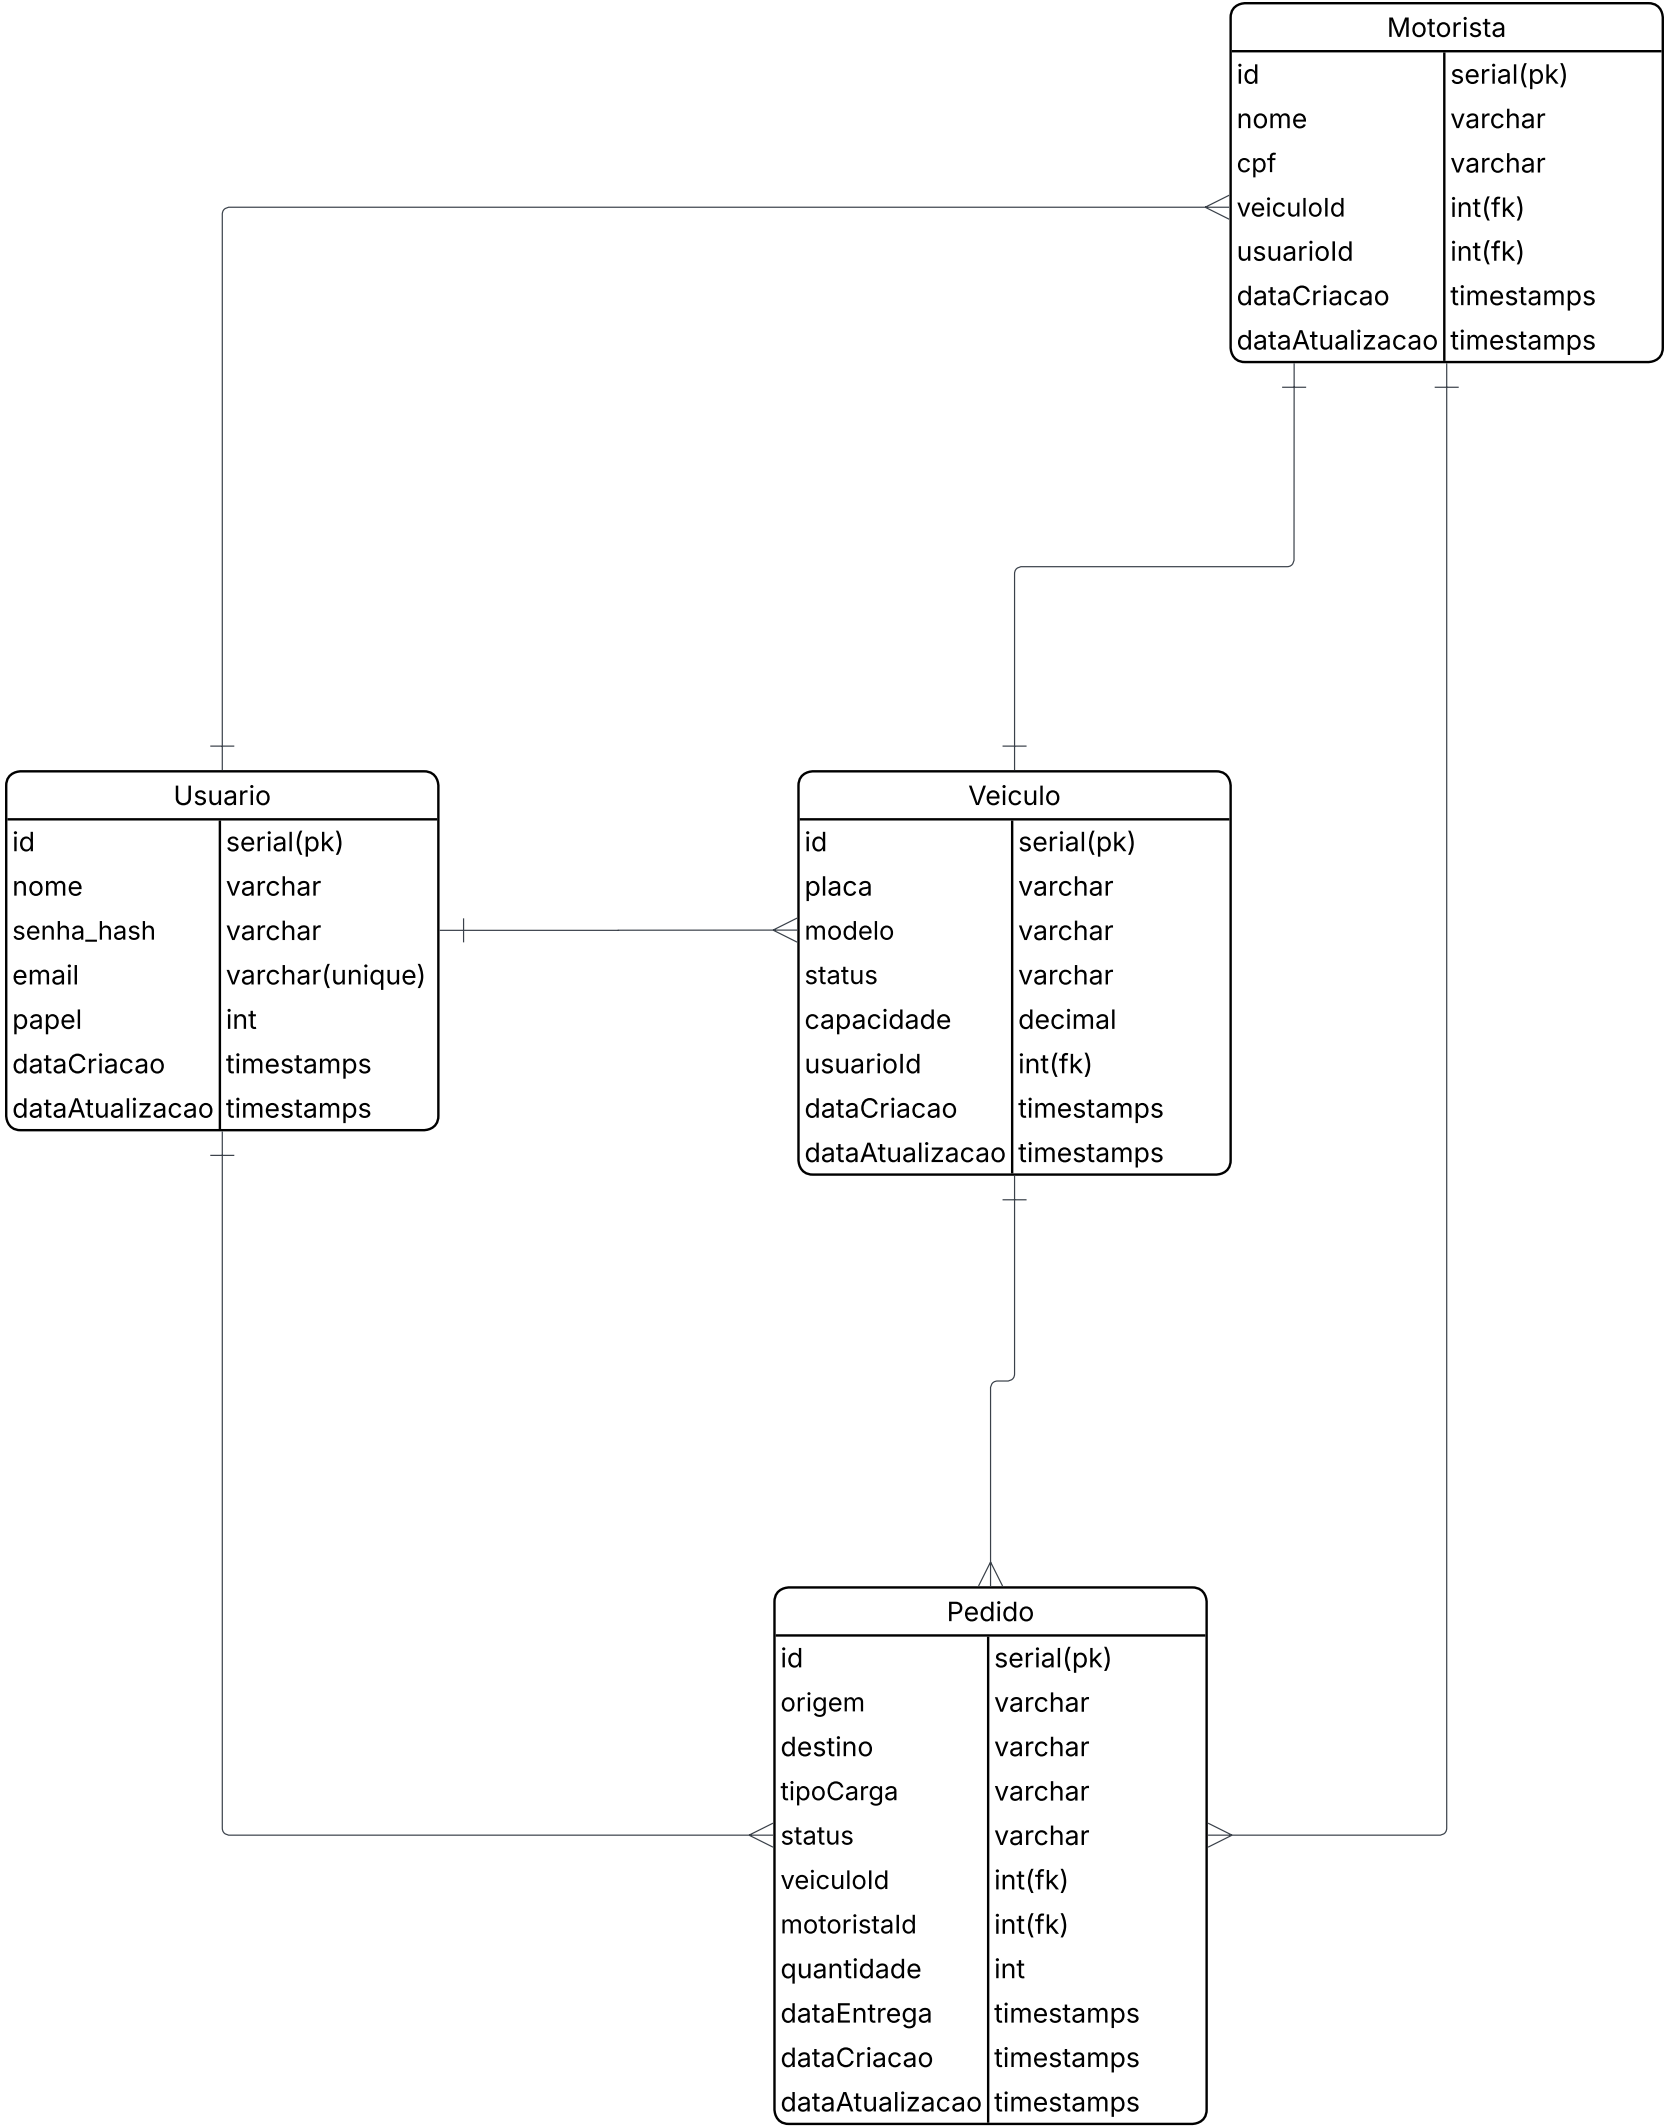 Motorista
id serial(pk)
nome varchar
cpf varchar
veiculoId int(fk)
usuarioId int(fk)
dataCriacao timestamps
dataAtualizacao timestamps
Usuario
id serial(pk)
nome varchar
senha_hash varchar
email varchar(unique)
papel int
dataCriacao timestamps
dataAtualizacao timestamps
Veiculo
id serial(pk)
placa varchar
modelo varchar
status varchar
capacidade decimal
usuarioId int(fk)
dataCriacao timestamps
dataAtualizacao timestamps
Pedido
id serial(pk)
origem varchar
destino varchar
tipoCarga varchar
status varchar
veiculoId int(fk)
motoristaId int(fk)
quantidade int
dataEntrega timestamps
dataCriacao timestamps
dataAtualizacao timestamps